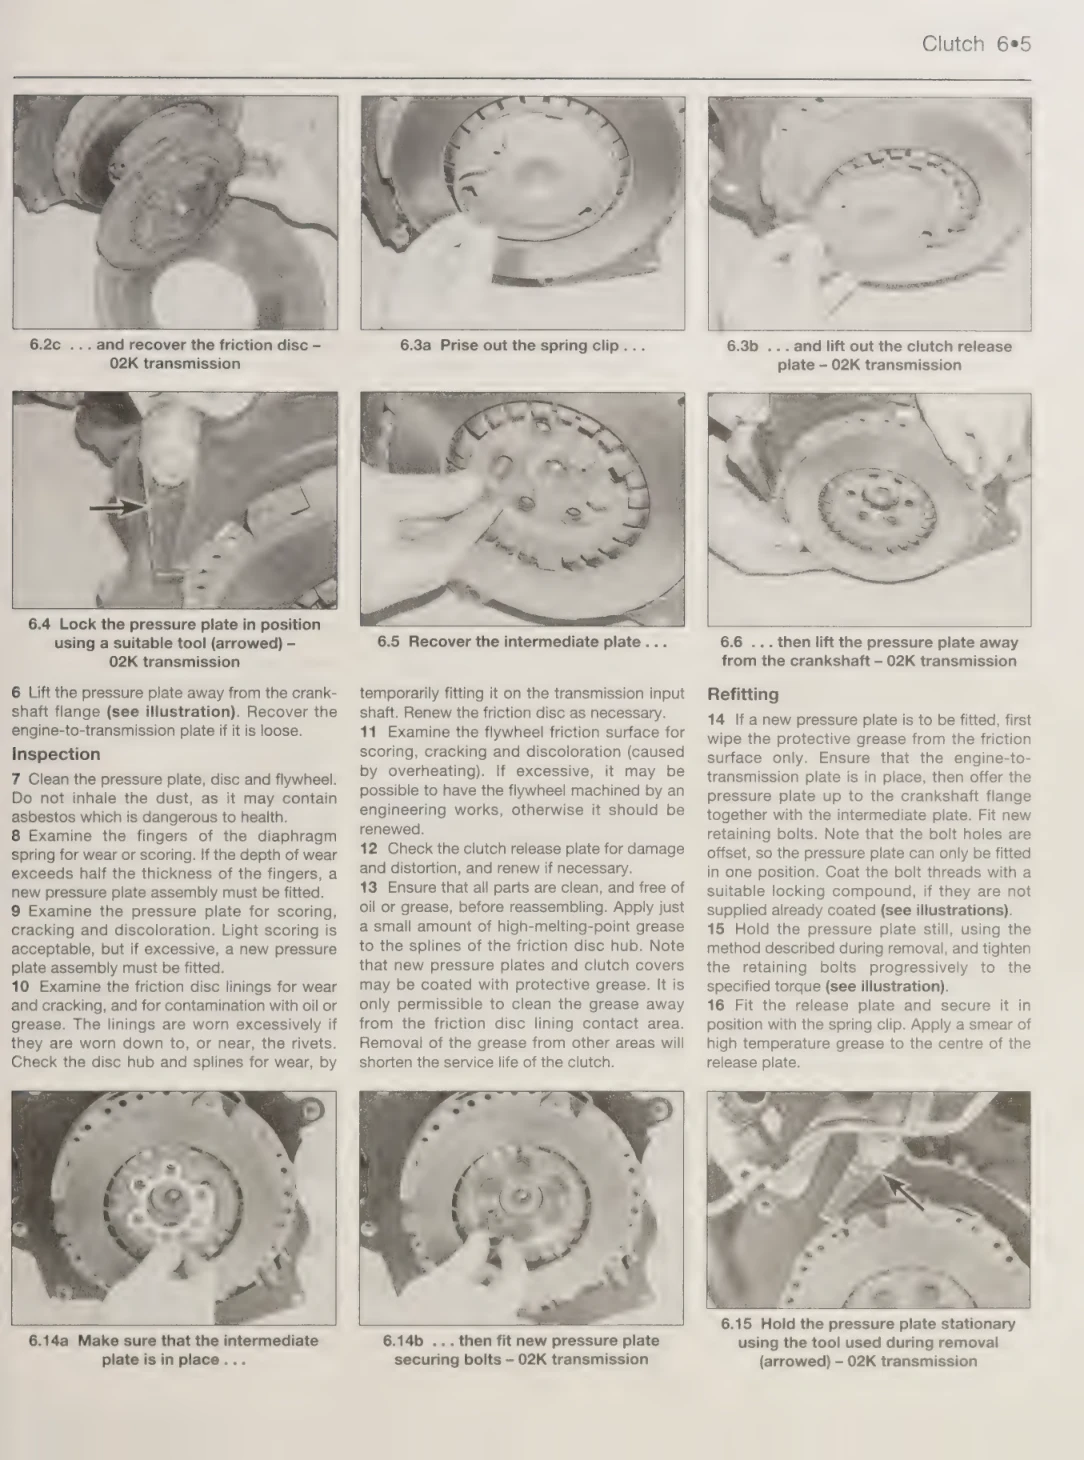 Clutch 6•5
6.2c . . . and recover the friction disc –
02K transmission
6.3a Prise out the spring clip . . .
6.3b . . . and lift out the clutch release
plate – 02K transmission
6.4 Lock the pressure plate in position
using a suitable tool (arrowed) –
02K transmission
6.5 Recover the intermediate plate . . .
6.6 . . . then lift the pressure plate away
from the crankshaft – 02K transmission
6 Lift the pressure plate away from the crank-
shaft flange (see illustration). Recover the
engine-to-transmission plate if it is loose.
Inspection
7 Clean the pressure plate, disc and flywheel.
Do not inhale the dust, as it may contain
asbestos which is dangerous to health.
8 Examine the fingers of the diaphragm
spring for wear or scoring. If the depth of wear
exceeds half the thickness of the fingers, a
new pressure plate assembly must be fitted.
9 Examine the pressure plate for scoring,
cracking and discoloration. Light scoring is
acceptable, but if excessive, a new pressure
plate assembly must be fitted.
10 Examine the friction disc linings for wear
and cracking, and for contamination with oil or
grease. The linings are worn excessively if
they are worn down to, or near, the rivets.
Check the disc hub and splines for wear, by
temporarily fitting it on the transmission input
shaft. Renew the friction disc as necessary.
11 Examine the flywheel friction surface for
scoring, cracking and discoloration (caused
by overheating). If excessive, it may be
possible to have the flywheel machined by an
engineering works, otherwise it should be
renewed.
12 Check the clutch release plate for damage
and distortion, and renew if necessary.
13 Ensure that all parts are clean, and free of
oil or grease, before reassembling. Apply just
a small amount of high-melting-point grease
to the splines of the friction disc hub. Note
that new pressure plates and clutch covers
may be coated with protective grease. It is
only permissible to clean the grease away
from the friction disc lining contact area.
Removal of the grease from other areas will
shorten the service life of the clutch.
Refitting
14 If a new pressure plate is to be fitted, first
wipe the protective grease from the friction
surface only. Ensure that the engine-to-
transmission plate is in place, then offer the
pressure plate up to the crankshaft flange
together with the intermediate plate. Fit new
retaining bolts. Note that the bolt holes are
offset, so the pressure plate can only be fitted
in one position. Coat the bolt threads with a
suitable locking compound, if they are not
supplied already coated (see illustrations).
15 Hold the pressure plate still, using the
method described during removal, and tighten
the retaining bolts progressively to the
specified torque (see illustration).
16 Fit the release plate and secure it in
position with the spring clip. Apply a smear of
high temperature grease to the centre of the
release plate.
6.14a Make sure that the intermediate
plate is in place . . .
6.14b . . . then fit new pressure plate
securing bolts – 02K transmission
6.15 Hold the pressure plate stationary
using the tool used during removal
(arrowed) – 02K transmission